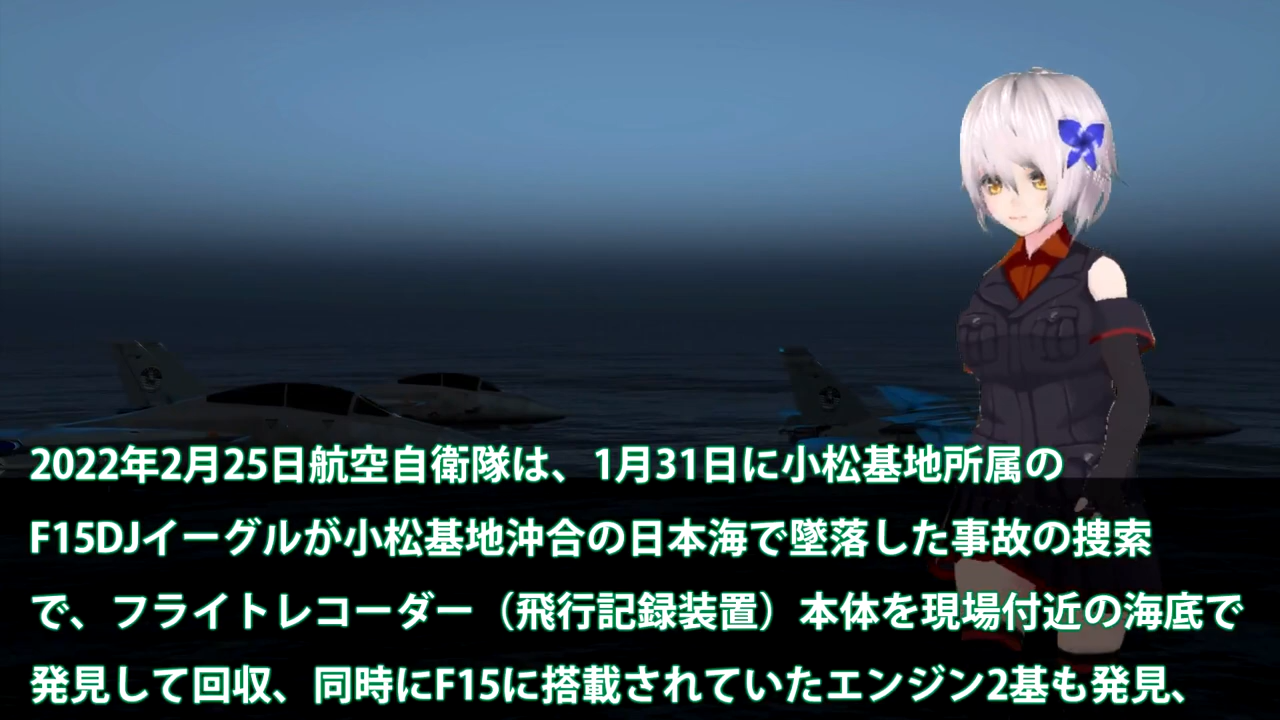 2022年2月25日航空自衛隊は、1月31日に小松基地所属の
F15DJイーグルが小松基地沖合の日本海で墜落した事故の捜索
で、フライトレコーダー（飛行記録装置）本体を現場付近の海底で
発見して回収、同時にF15に搭載されていたエンジン2基も発見、